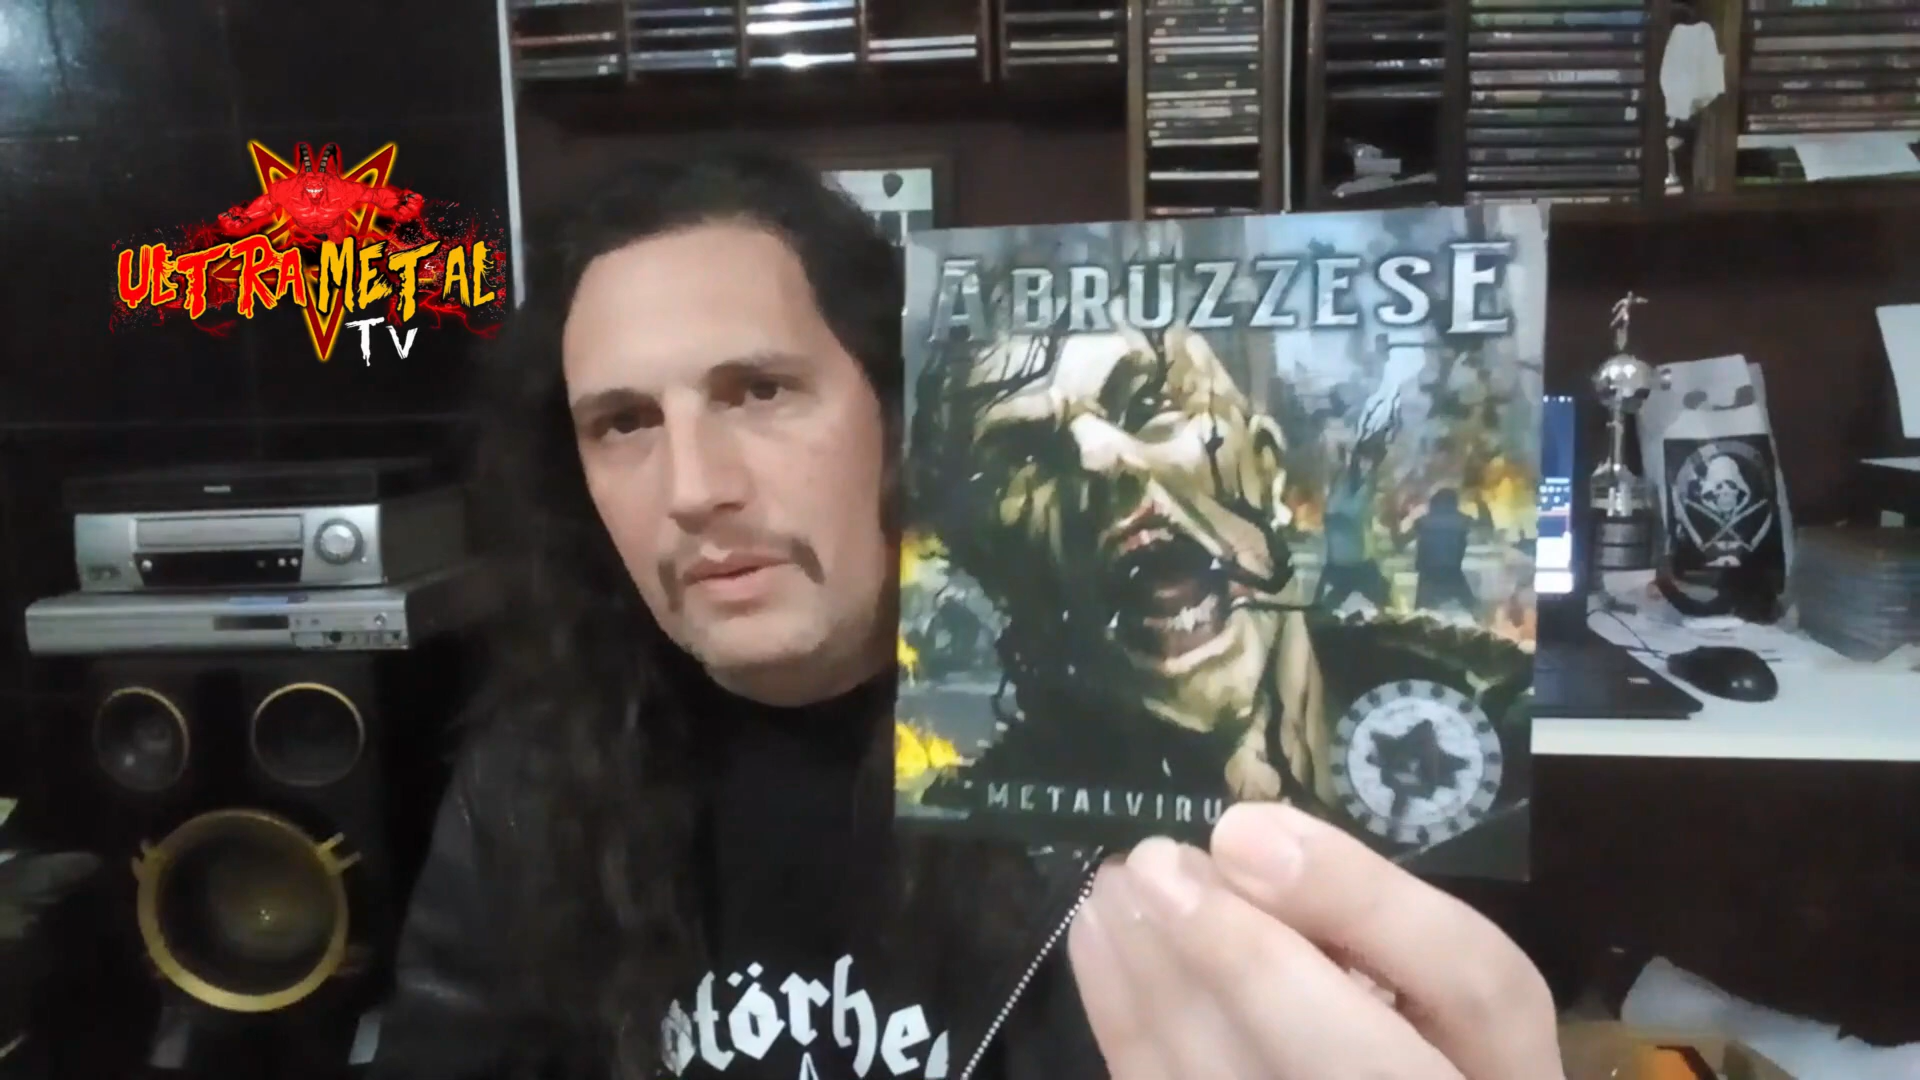 ULTRA METAL
TV
ABRUZZESE
METALVIRU
otörhe